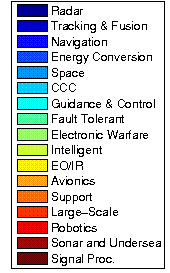 Radar
Tracking & Fusion
Navigation
Energy Conversion
Space
CCC
Guidance & Control
Fault Tolerant
Electronic Warfare
Intelligent
EO/IR
Avionics
Support
Large–Scale
Robotics
Sonar and Undersea
Signal Proc.